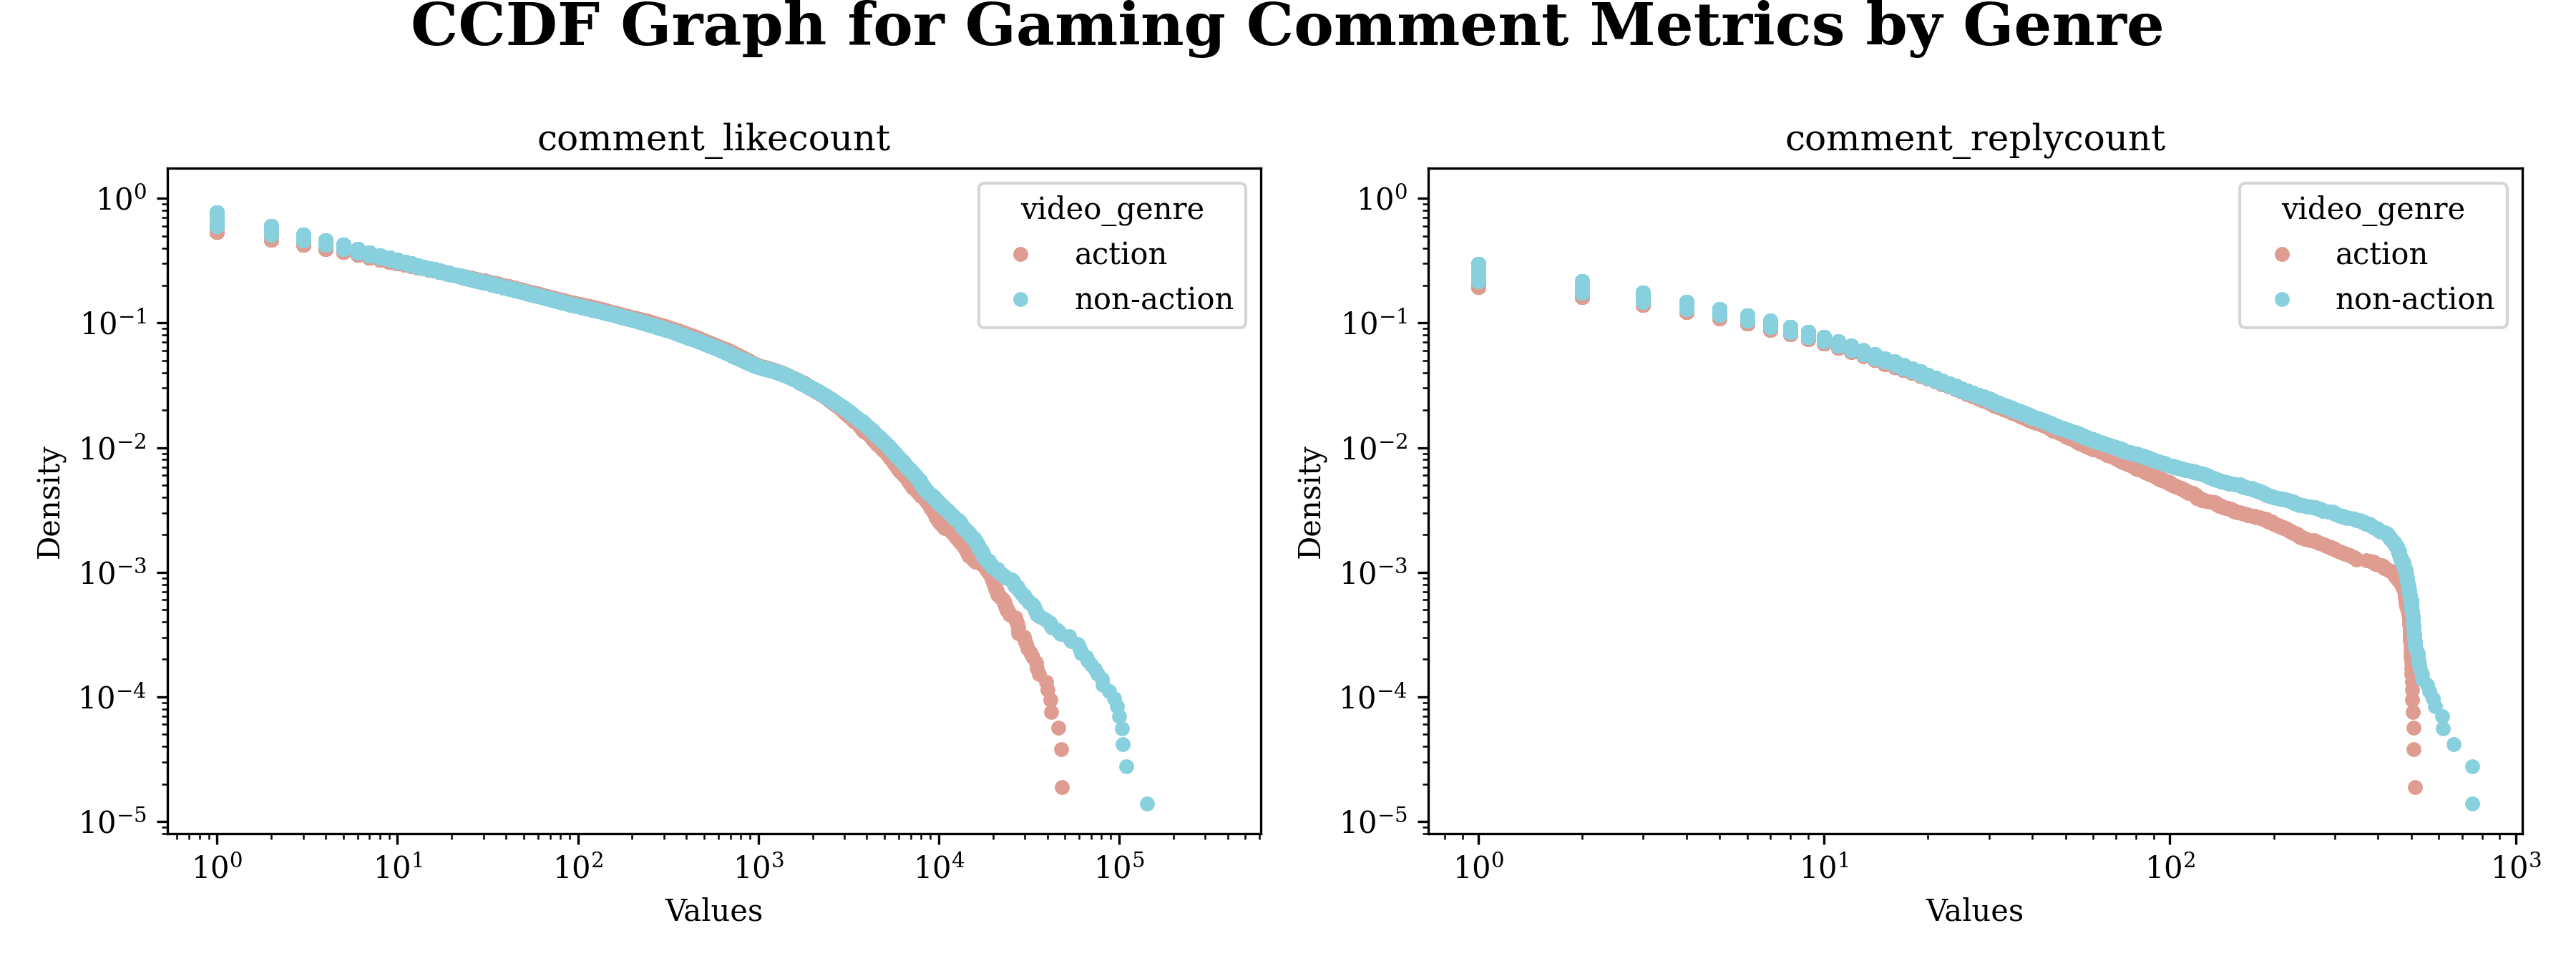 CCDF Graph for Gaming Comment Metrics by Genre
comment_likecount
Density
10⁰
10⁻¹
10⁻²
10⁻³
10⁻⁴
10⁻⁵
video_genre
action
non-action
10⁰ 10¹ 10² 10³ 10⁴ 10⁵
Values
comment_replycount
Density
10⁰
10⁻¹
10⁻²
10⁻³
10⁻⁴
10⁻⁵
video_genre
action
non-action
10⁰ 10¹ 10² 10³
Values